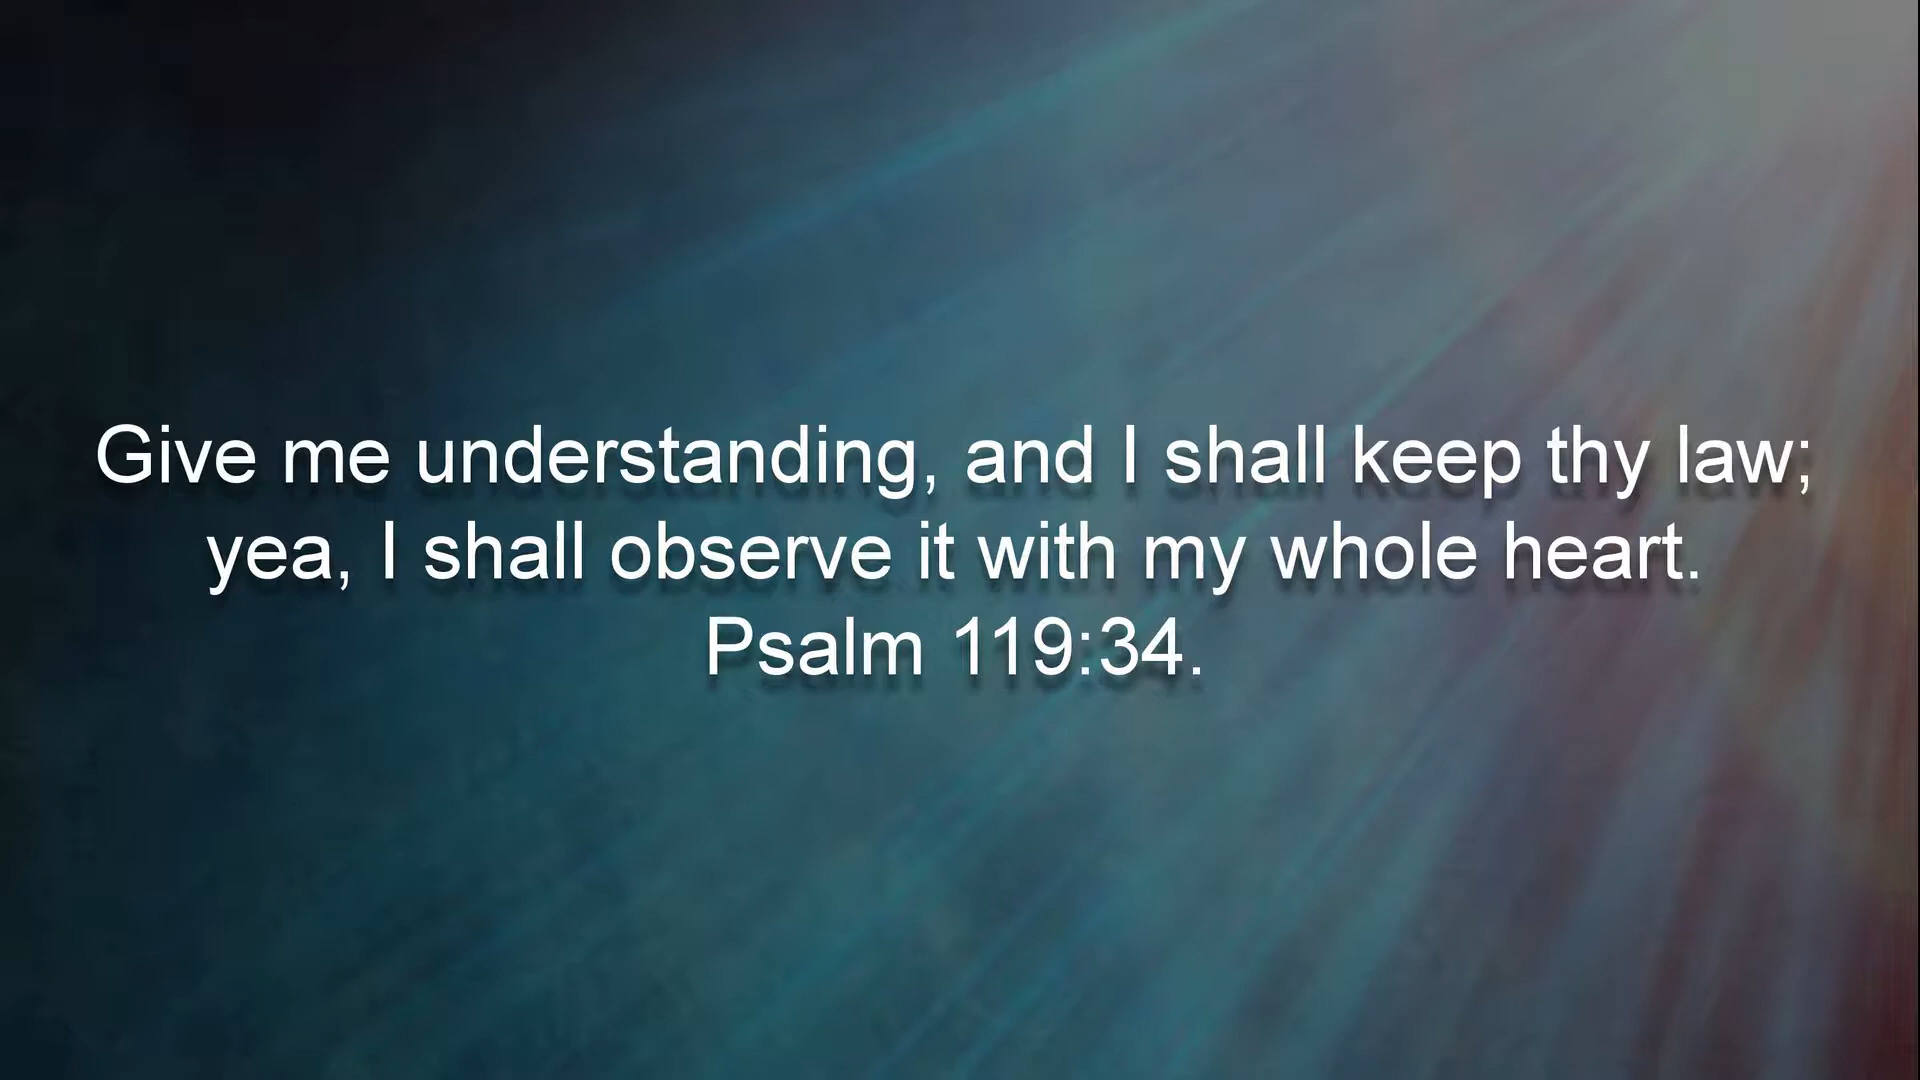 Give me understanding, and I shall keep thy law;
yea, I shall observe it with my whole heart.
Psalm 119:34.